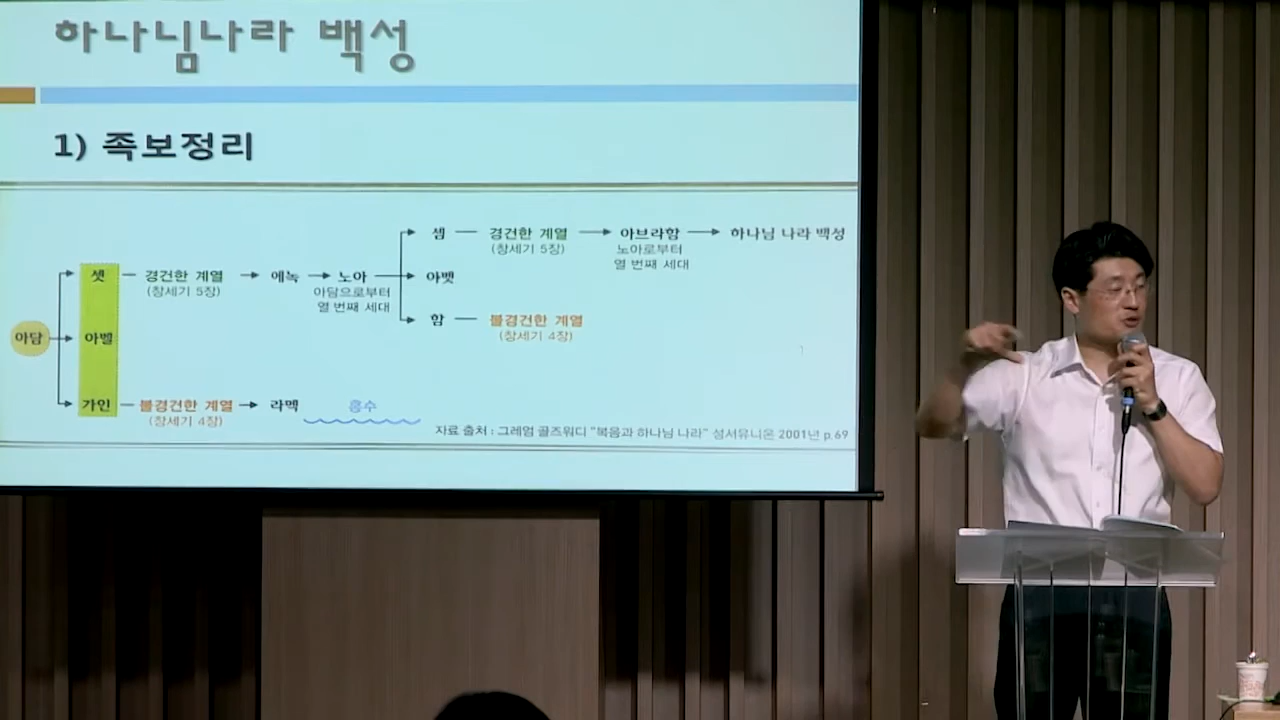 하나님나라 백성
1) 족보정리
셈 경건한 계열 아브라함 하나님 나라 백성
(창세기 5장) 노아로부터
열 번째 세대
셋 경건한 계열 에녹 노아 야벳
(창세기 5장) 아담으로부터
열 번째 세대
함 불경건한 계열
(창세기 4장)
아담 아벨
가인 불경건한 계열 라멕 홍수
(창세기 4장)
자료 출처 : 그레엄 골즈워디 "복음과 하나님 나라" 성서유니온 2001년 p.69